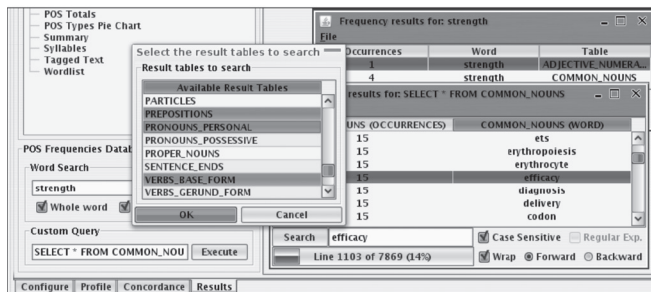 POS Totals
POS Types Pie Chart
Summary
Syllables
Tagged Text
Wordlist
POS Frequencies Datab
Word Search
strength
Whole word
Custom Query
SELECT * FROM COMMON_NOU Execute
Configure Profile Concordance Results
Select the result tables to search
Result tables to search
Available Result Tables
PARTICLES
PREPOSITIONS
PRONOUNS_PERSONAL
PRONOUNS_POSSESSIVE
PROPER_NOUNS
SENTENCE_ENDS
VERBS_BASE_FORM
VERBS_GERUND_FORM
OK Cancel
Frequency results for: strength
File
Occurrences Word Table
1 strength ADJECTIVE_NUMERA...
4 strength COMMON_NOUNS
results for: SELECT * FROM COMMON_NOUNS
UNS (OCCURRENCES) COMMON_NOUNS (WORD)
15 ets
15 erythropoiesis
15 erythrocyte
15 efficacy
15 diagnosis
15 delivery
15 codon
Search efficacy Case Sensitive Regular Exp.
Line 1103 of 7869 (14%) Wrap Forward Backward